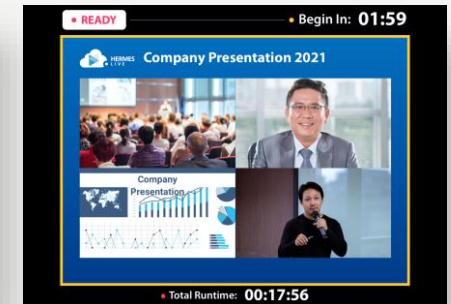 • READY
• Begin In: 01:59
HERMES
LIVE
Company Presentation 2021
Company
Presentation
• Total Runtime: 00:17:56